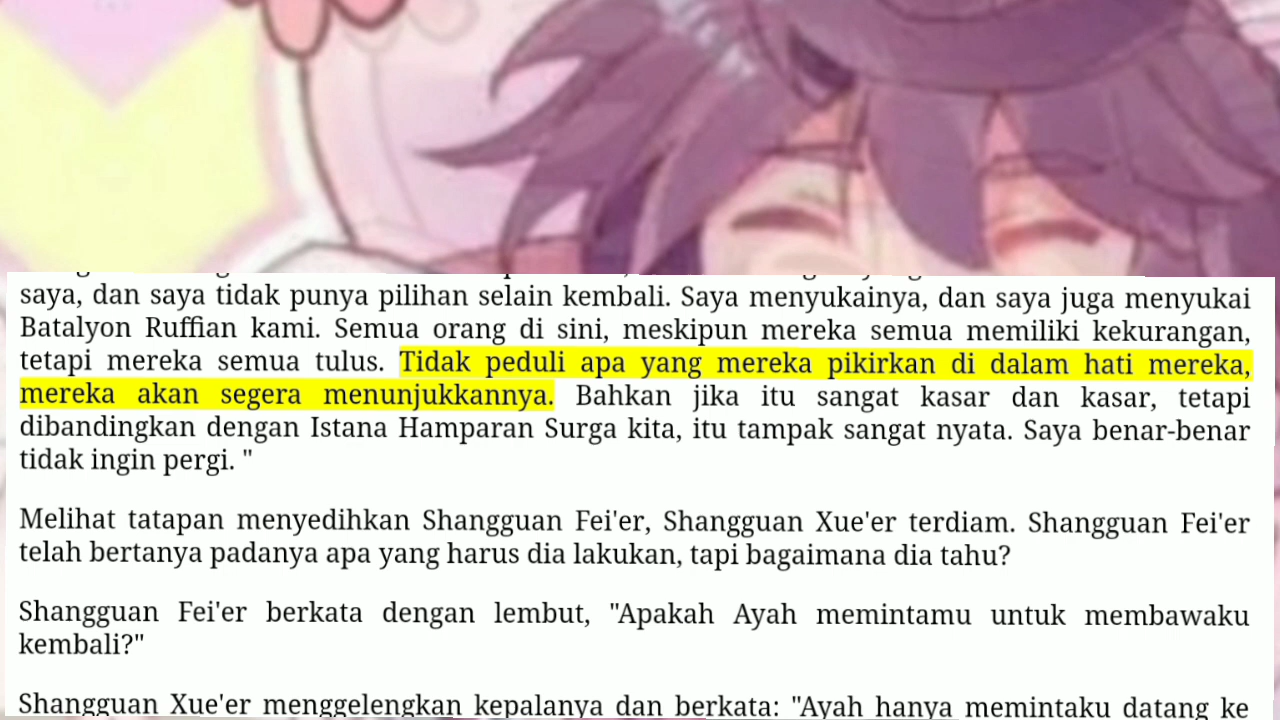 saya, dan saya tidak punya pilihan selain kembali. Saya menyukainya, dan saya juga menyukai
Batalyon Ruffian kami. Semua orang di sini, meskipun mereka semua memiliki kekurangan,
tetapi mereka semua tulus. Tidak peduli apa yang mereka pikirkan di dalam hati mereka,
mereka akan segera menunjukkannya. Bahkan jika itu sangat kasar dan kasar, tetapi
dibandingkan dengan Istana Hamparan Surga kita, itu tampak sangat nyata. Saya benar-benar
tidak ingin pergi. "
Melihat tatapan menyedihkan Shangguan Fei'er, Shangguan Xue'er terdiam. Shangguan Fei'er
telah bertanya padanya apa yang harus dia lakukan, tapi bagaimana dia tahu?
Shangguan Fei'er berkata dengan lembut, "Apakah Ayah memintamu untuk membawaku
kembali?"
Shangguan Xue'er menggelengkan kepalanya dan berkata: "Ayah hanya memintaku datang ke